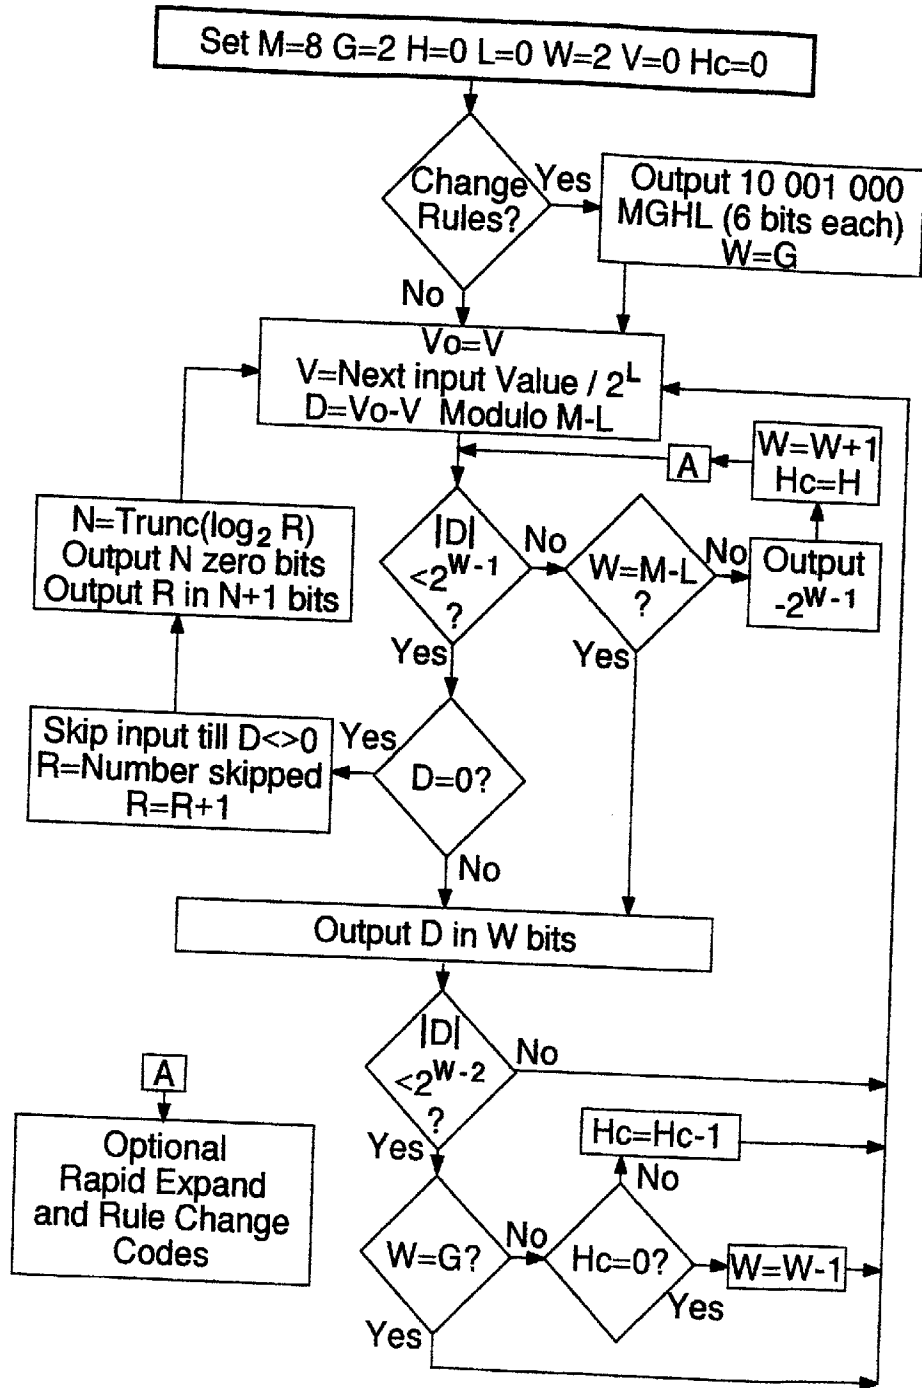 Set M=8 G=2 H=0 L=0 W=2 V=0 Hc=0
Change
Rules?
Yes
Output 10 001 000
MGHL (6 bits each)
W=G
No
Vo=V
V=Next input Value / 2^L
D=Vo-V Modulo M-L
A
W=W+1
Hc=H
N=Trunc(log₂ R)
Output N zero bits
Output R in N+1 bits
|D|
<2^W-1
?
No
W=M-L
?
No
Output
-2^W-1
Yes
Yes
Skip input till D<>0
R=Number skipped
R=R+1
Yes
D=0?
No
Output D in W bits
|D|
<2^W-2
?
No
Yes
A
Optional
Rapid Expand
and Rule Change
Codes
Hc=Hc-1
No
W=G?
No
Hc=0?
W=W-1
Yes
Yes